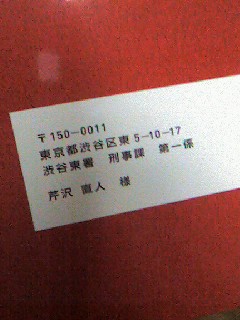 〒150-0011
東京都渋谷区東5-10-17
渋谷東署　刑事課　第一係
芹沢 直人　様